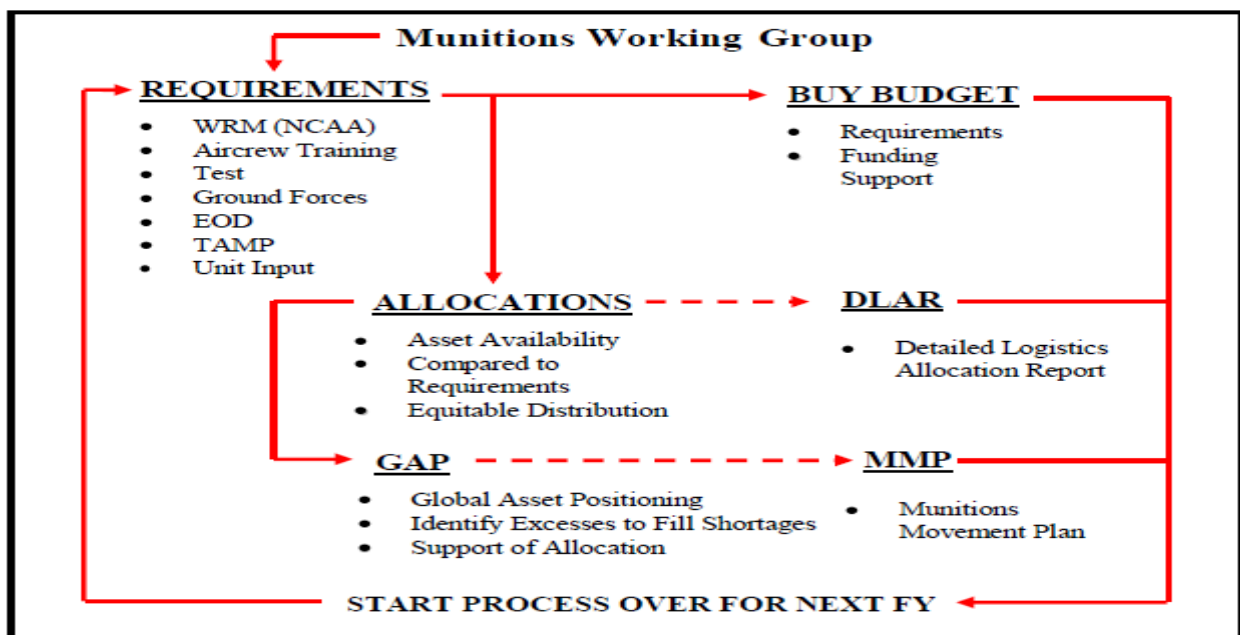 Munitions Working Group
REQUIREMENTS
• WRM (NCAA)
• Aircrew Training
• Test
• Ground Forces
• EOD
• TAMP
• Unit Input
BUY BUDGET
• Requirements
• Funding
Support
ALLOCATIONS
• Asset Availability
• Compared to
Requirements
• Equitable Distribution
DLAR
• Detailed Logistics
Allocation Report
GAP
• Global Asset Positioning
• Identify Excesses to Fill Shortages
• Support of Allocation
MMP
• Munitions
Movement Plan
START PROCESS OVER FOR NEXT FY